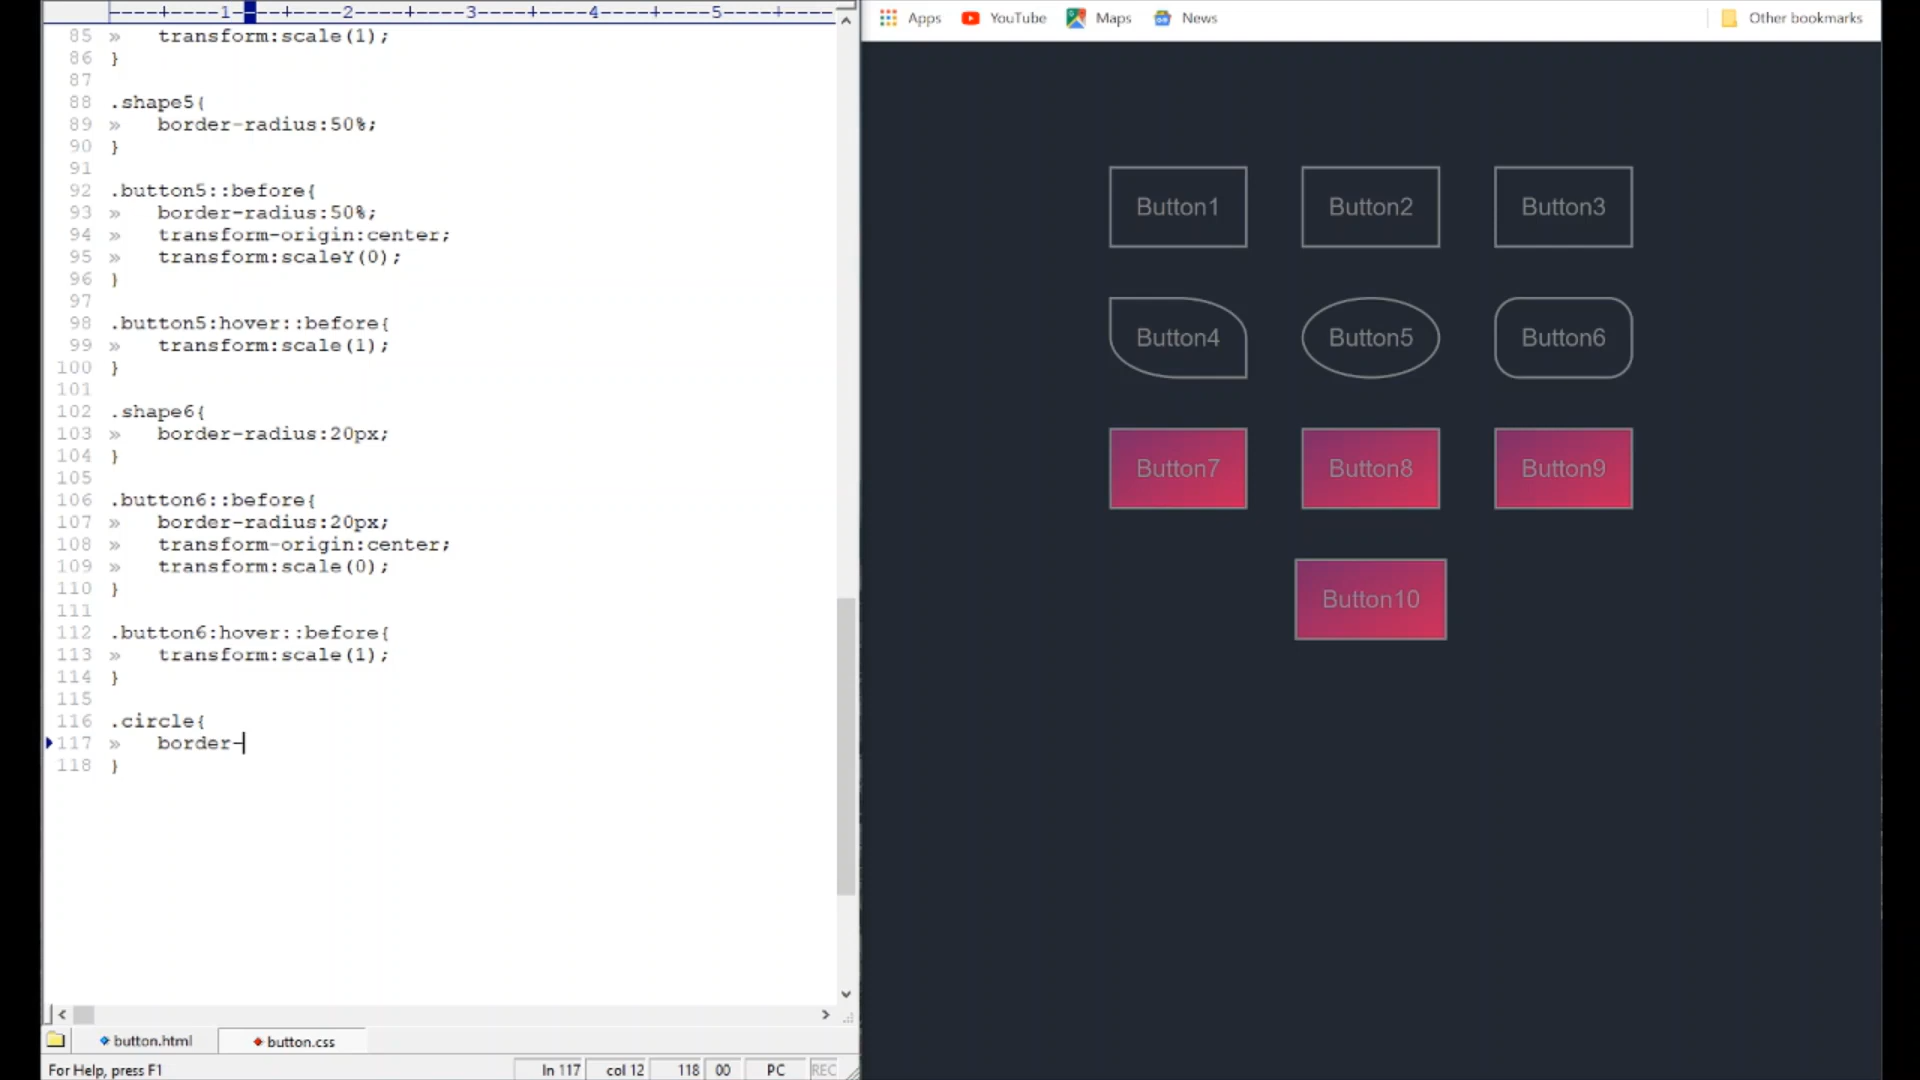 ----+----1----+----2----+----3----+----4----+----5----+----
Apps YouTube Maps News Other bookmarks
85 » transform:scale(1);
86 }
87
88 .shape5{
89 » border-radius:50%;
90 }
91
92 .button5::before{
93 » border-radius:50%;
94 » transform-origin:center;
95 » transform:scaleY(0);
96 }
97
98 .button5:hover::before{
99 » transform:scale(1);
100 }
101
102 .shape6{
103 » border-radius:20px;
104 }
105
106 .button6::before{
107 » border-radius:20px;
108 » transform-origin:center;
109 » transform:scale(0);
110 }
111
112 .button6:hover::before{
113 » transform:scale(1);
114 }
115
116 .circle{
117 » border-
118 }
Button1 Button2 Button3
Button4 Button5 Button6
Button7 Button8 Button9
Button10
button.html button.css
For Help, press F1 ln 117 col 12 118 00 PC REC